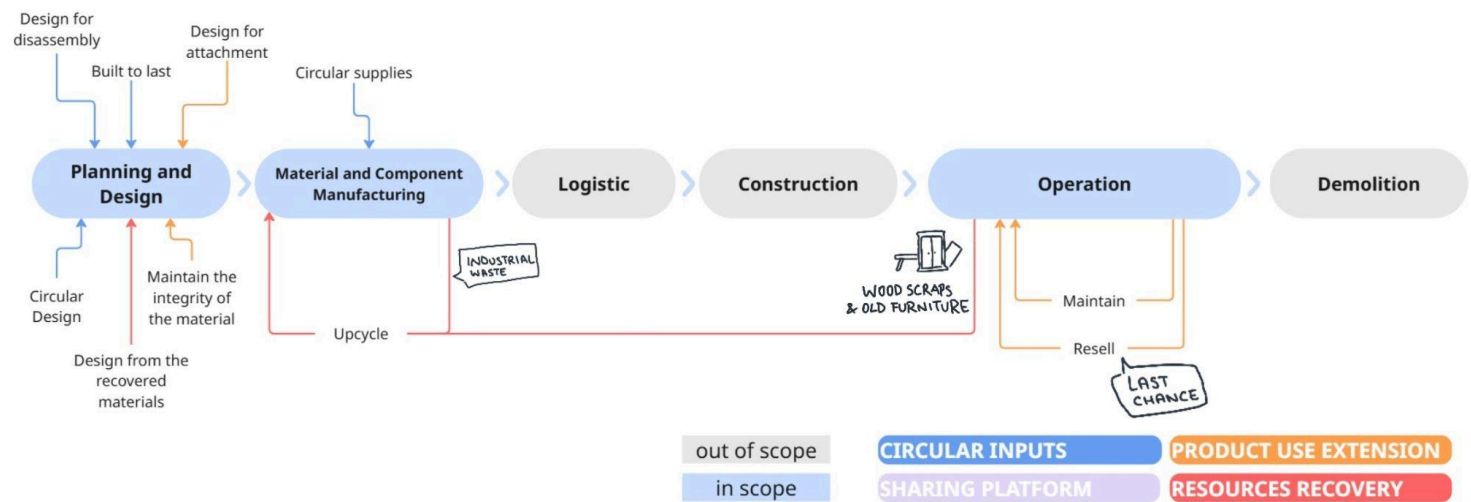 Design for
disassembly
Built to last
Design for
attachment
Circular supplies
Planning and
Design
Material and Component
Manufacturing
Logistic
Construction
Operation
Demolition
Circular
Design
Design from the
recovered
materials
Maintain the
integrity of
the material
Upcycle
INDUSTRIAL
WASTE
WOOD SCRAPS
& OLD FURNITURE
Maintain
Resell
LAST
CHANCE
out of scope
in scope
CIRCULAR INPUTS
PRODUCT USE EXTENSION
SHARING PLATFORM
RESOURCES RECOVERY